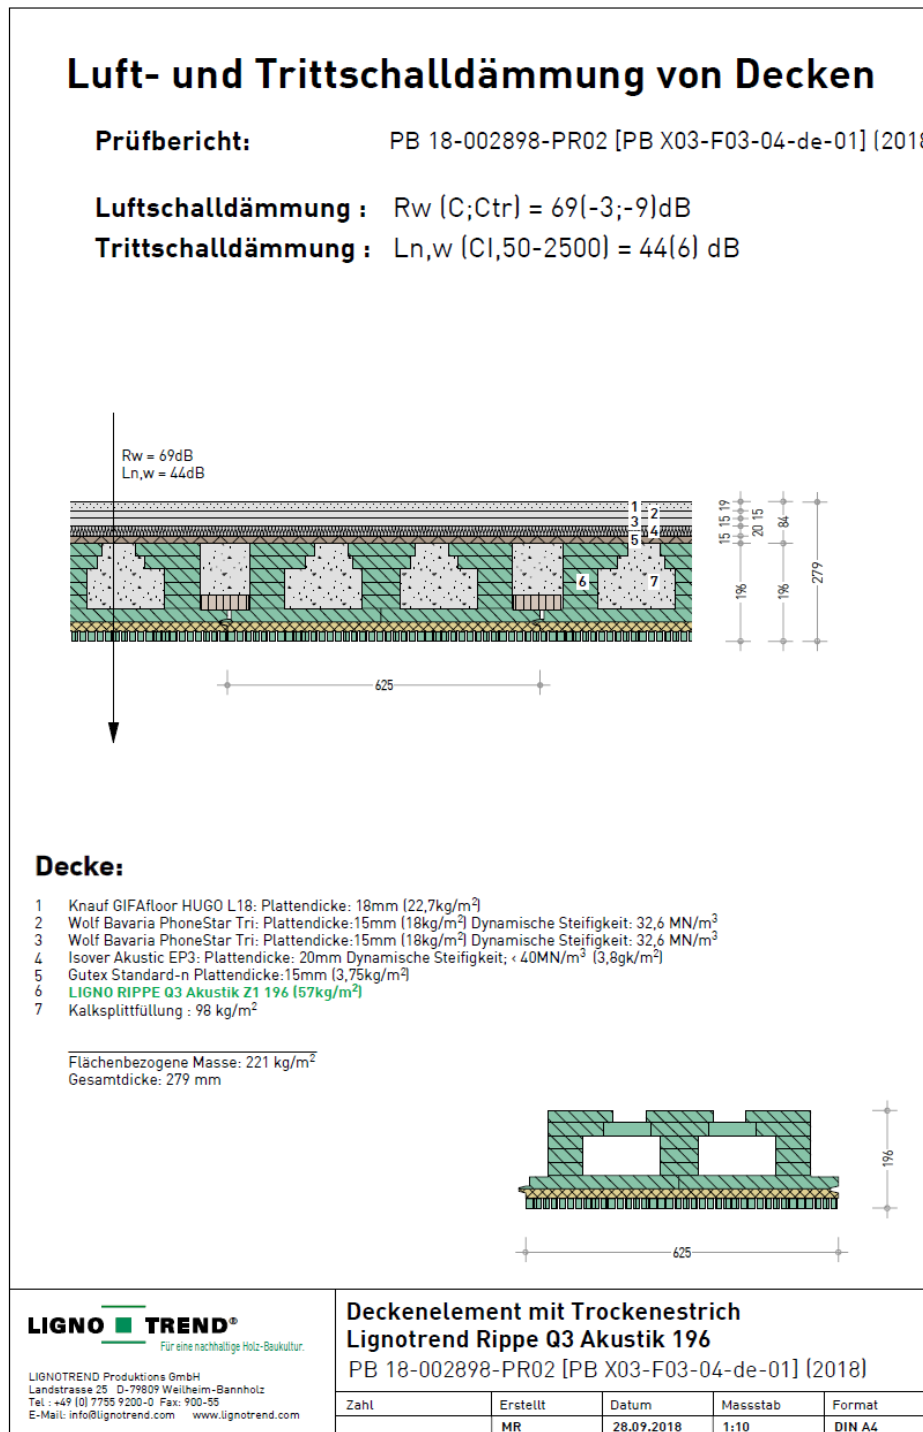 Luft- und Trittschalldämmung von Decken
Prüfbericht: PB 18-002898-PR02 [PB X03-F03-04-de-01] (2018
Luftschalldämmung : Rw (C;Ctr) = 69(-3;-9)dB
Trittschalldämmung : Ln,w (CI,50-2500) = 44(6) dB
Rw = 69dB
Ln,w = 44dB
1
2
3
4
5
6
7
15 15 15 19
20 15
84
196
196
279
625
Decke:
1 Knauf GIFAfloor HUGO L18: Plattendicke: 18mm (22,7kg/m²)
2 Wolf Bavaria PhoneStar Tri: Plattendicke:15mm (18kg/m²) Dynamische Steifigkeit: 32,6 MN/m³
3 Wolf Bavaria PhoneStar Tri: Plattendicke:15mm (18kg/m²) Dynamische Steifigkeit: 32,6 MN/m³
4 Isover Akustic EP3: Plattendicke: 20mm Dynamische Steifigkeit; < 40MN/m³ (3,8gk/m²)
5 Gutex Standard-n Plattendicke:15mm (3,75kg/m²)
6 LIGNO RIPPE Q3 Akustik Z1 196 (57kg/m²)
7 Kalksplittfüllung : 98 kg/m²
Flächenbezogene Masse: 221 kg/m²
Gesamtdicke: 279 mm
196
625
LIGNO TREND®
Für eine nachhaltige Holz-Baukultur.
LIGNOTREND Produktions GmbH
Landstrasse 25 D-79809 Weilheim-Bannholz
Tel : +49 (0) 7755 9200-0 Fax: 900-55
E-Mail: info@lignotrend.com www.lignotrend.com
Deckenelement mit Trockenestrich
Lignotrend Rippe Q3 Akustik 196
PB 18-002898-PR02 [PB X03-F03-04-de-01] (2018)
Zahl Erstellt Datum Massstab Format
MR 28.09.2018 1:10 DIN A4